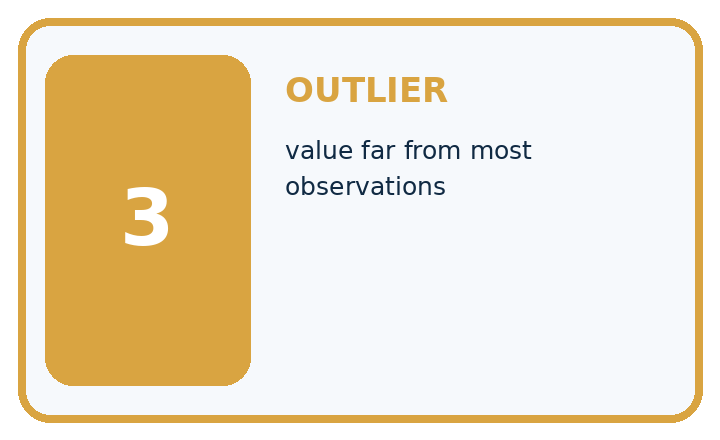 3
OUTLIER
value far from most
observations